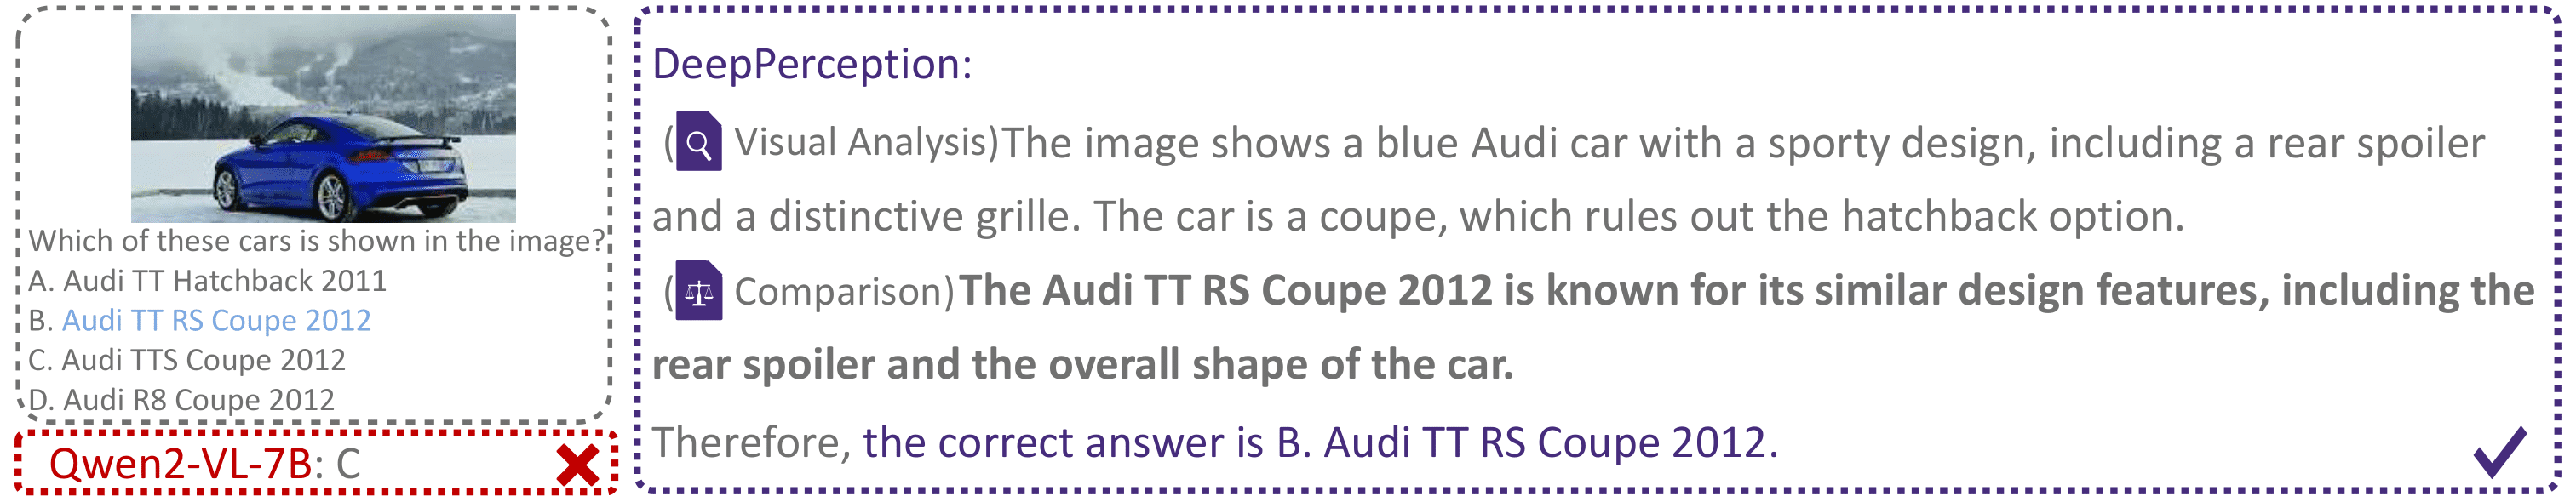 Which of these cars is shown in the image?
A. Audi TT Hatchback 2011
B. Audi TT RS Coupe 2012
C. Audi TTS Coupe 2012
D. Audi R8 Coupe 2012
Qwen2-VL-7B: C
DeepPerception:
( Visual Analysis)The image shows a blue Audi car with a sporty design, including a rear spoiler
and a distinctive grille. The car is a coupe, which rules out the hatchback option.
( Comparison)The Audi TT RS Coupe 2012 is known for its similar design features, including the
rear spoiler and the overall shape of the car.
Therefore, the correct answer is B. Audi TT RS Coupe 2012.